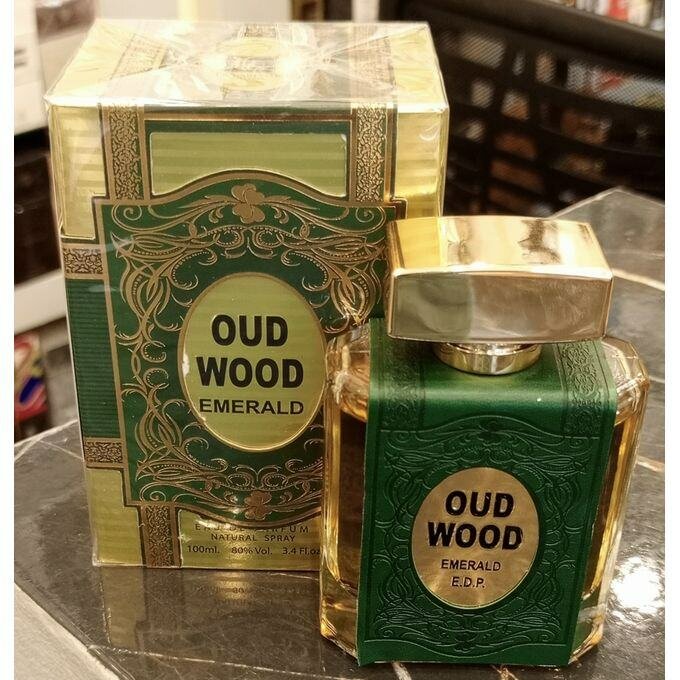 OUD
WOOD
EMERALD
EAU DE PARFUM
NATURAL SPRAY
100ml. 80% Vol. 3.4 Fl.oz
OUD
WOOD
EMERALD
E.D.P.